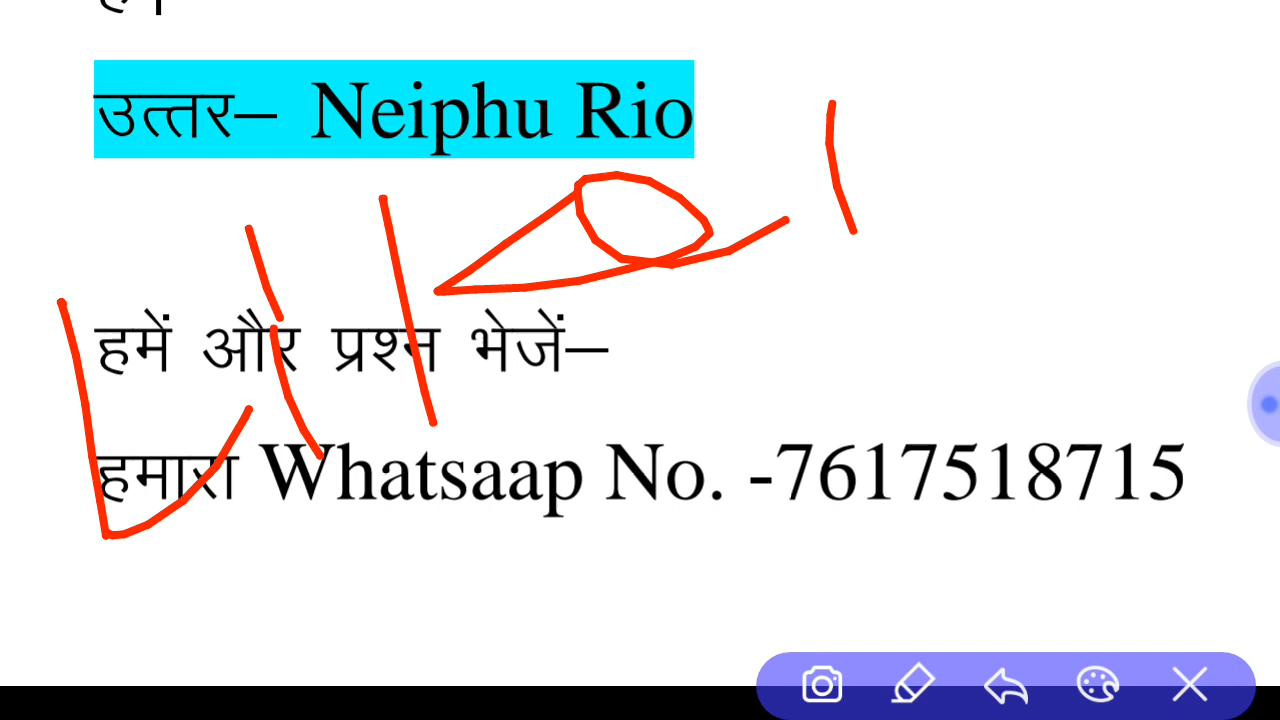 उत्तर– Neiphu Rio
हमें और प्रश्न भेजें–
हमारा Whatsaap No. -7617518715